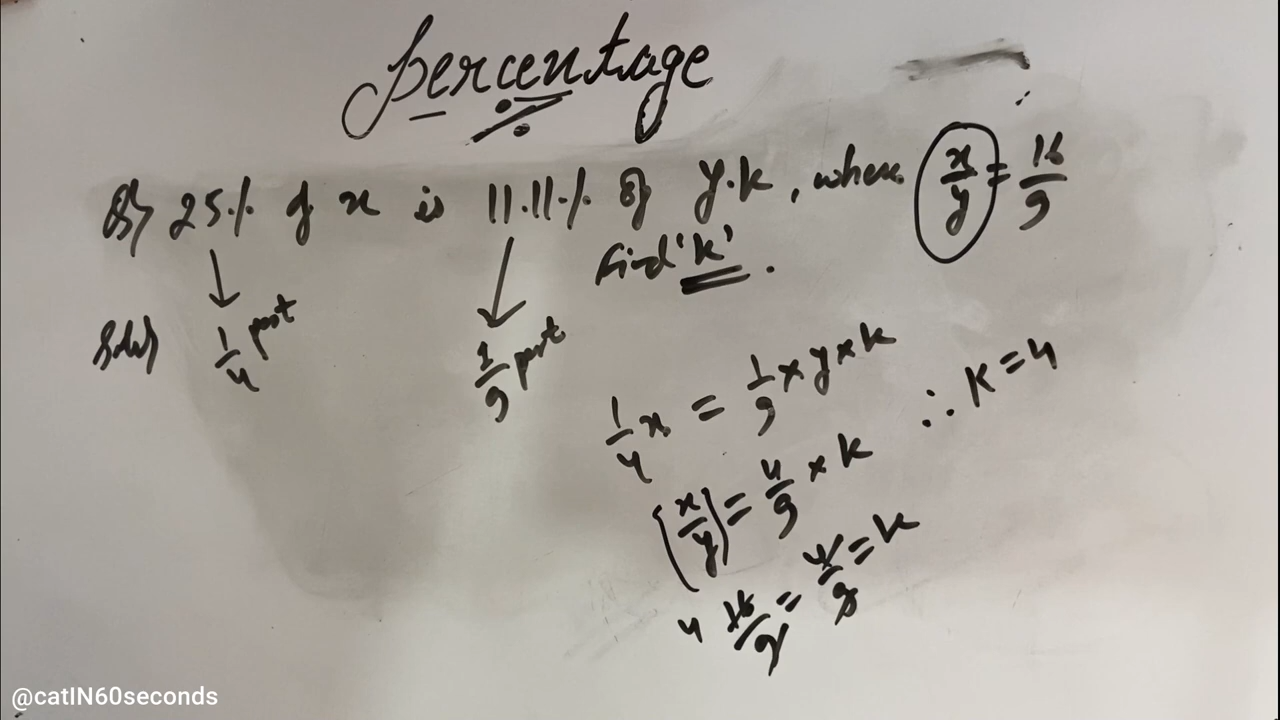 Percentage
Q) 25% of x is 11.11% of y.k, where x/y = 16/9
find 'k'.
Soln) 1/4 part 1/9 part
1/4 x = 1/9 × y × k
(x/y) = 4/9 × k
4 16/9 = 4/9 = k
∴ k = 4
@catIN60seconds